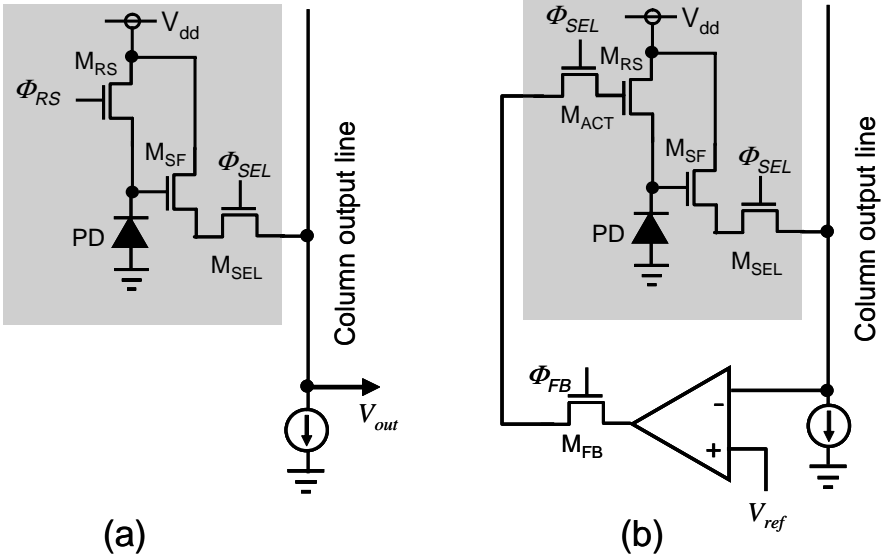 V_dd
M_RS
Φ_RS
M_SF
Φ_SEL
PD
M_SEL
Column output line
V_out
(a)
Φ_SEL
V_dd
M_RS
M_ACT
M_SF
Φ_SEL
PD
M_SEL
Column output line
Φ_FB
M_FB
-
+
V_ref
(b)